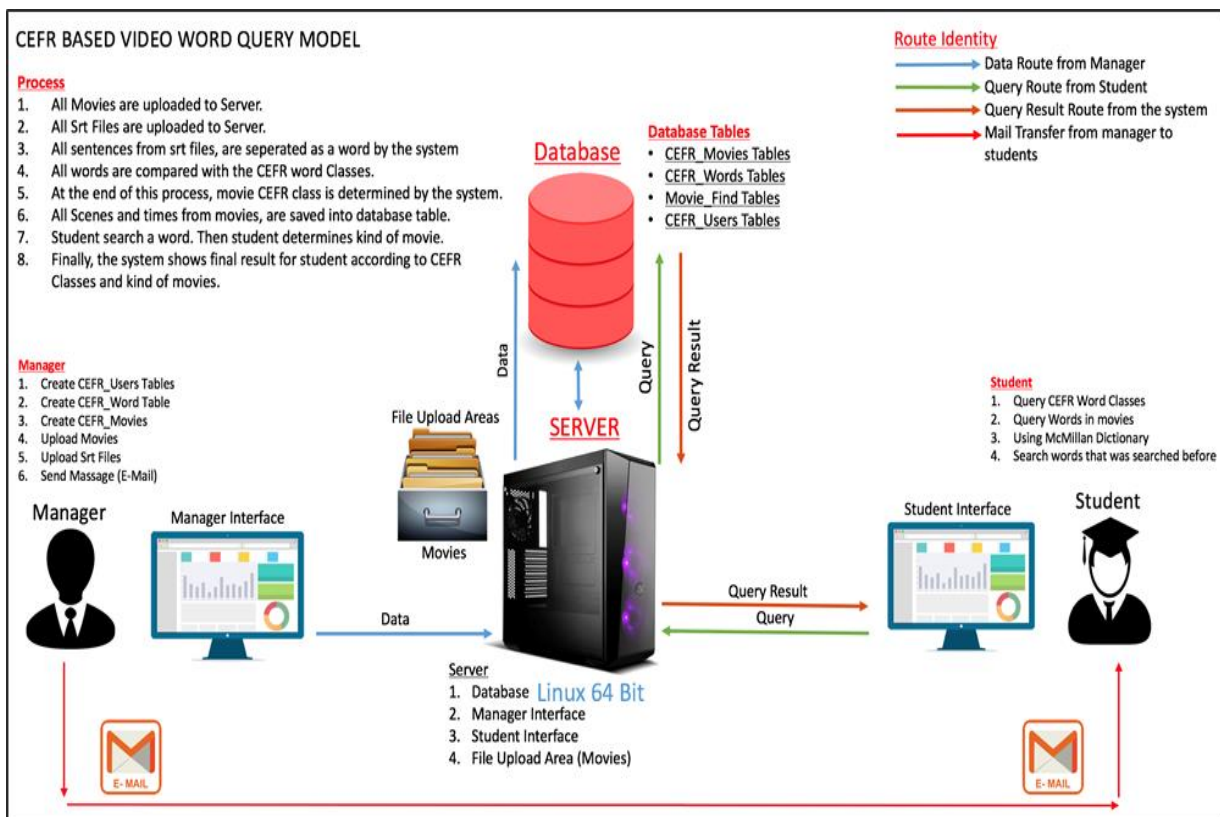 CEFR BASED VIDEO WORD QUERY MODEL
Process
1. All Movies are uploaded to Server.
2. All Srt Files are uploaded to Server.
3. All sentences from srt files, are seperated as a word by the system
4. All words are compared with the CEFR word Classes.
5. At the end of this process, movie CEFR class is determined by the system.
6. All Scenes and times from movies, are saved into database table.
7. Student search a word. Then student determines kind of movie.
8. Finally, the system shows final result for student according to CEFR
Classes and kind of movies.
Route Identity
Data Route from Manager
Query Route from Student
Query Result Route from the system
Mail Transfer from manager to
students
Database
Database Tables
• CEFR_Movies Tables
• CEFR_Words Tables
• Movie_Find Tables
• CEFR_Users Tables
Data
Query
Query Result
Manager
1. Create CEFR_Users Tables
2. Create CEFR_Word Table
3. Create CEFR_Movies
4. Upload Movies
5. Upload Srt Files
6. Send Massage (E-Mail)
File Upload Areas
Movies
SERVER
Student
1. Query CEFR Word Classes
2. Query Words in movies
3. Using McMillan Dictionary
4. Search words that was searched before
Manager
Manager Interface
Student Interface
Student
Data
Query Result
Query
Server
1. Database Linux 64 Bit
2. Manager Interface
3. Student Interface
4. File Upload Area (Movies)
E- MAIL
E- MAIL